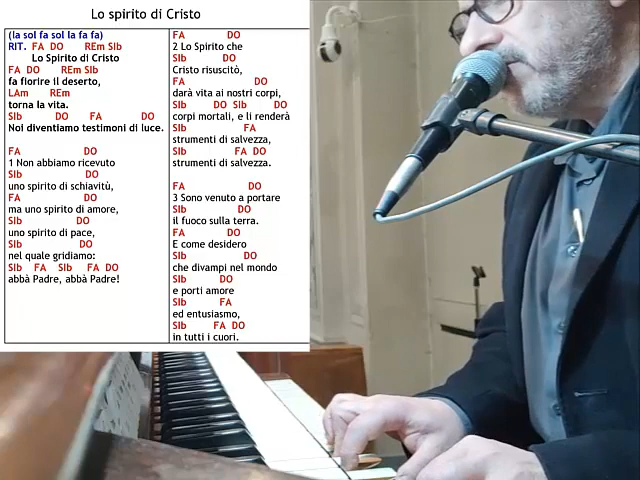 Lo spirito di Cristo
(la sol fa sol la fa fa)
RIT. FA DO REm SIb
Lo Spirito di Cristo
FA DO REm SIb
fa fiorire il deserto,
LAm REm
torna la vita.
SIb DO FA DO
Noi diventiamo testimoni di luce.
FA DO
1 Non abbiamo ricevuto
SIb DO
uno spirito di schiavitù,
FA DO
ma uno spirito di amore,
SIb DO
uno spirito di pace,
SIb DO
nel quale gridiamo:
SIb FA SIb FA DO
abbà Padre, abbà Padre!
FA DO
2 Lo Spirito che
SIb DO
Cristo risuscitò,
FA DO
darà vita ai nostri corpi,
SIb DO SIb DO
corpi mortali, e li renderà
SIb FA
strumenti di salvezza,
SIb FA DO
strumenti di salvezza.
FA DO
3 Sono venuto a portare
SIb DO
il fuoco sulla terra.
FA DO
E come desidero
SIb DO
che divampi nel mondo
SIb DO
e porti amore
SIb FA
ed entusiasmo,
SIb FA DO
in tutti i cuori.